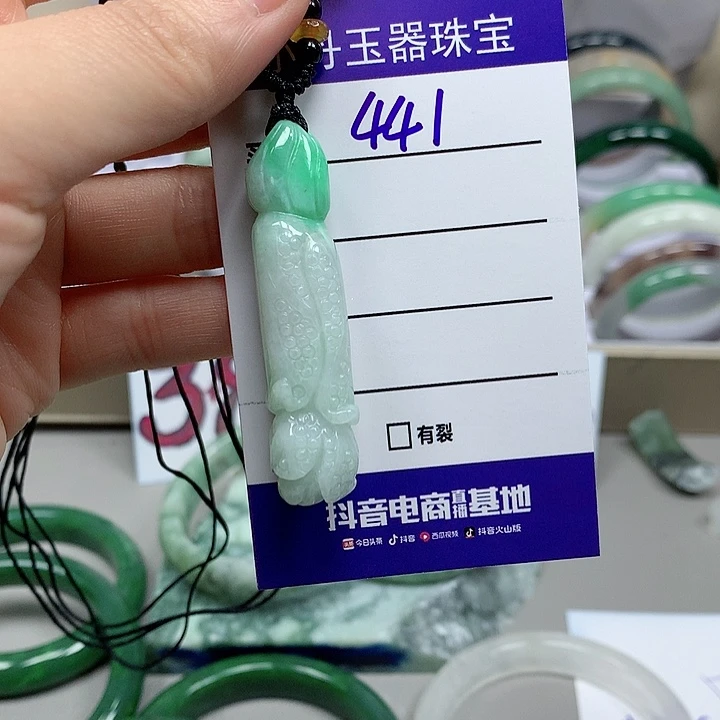 丹玉器珠宝
441
有裂
抖音电商直播基地
今日头条 抖音 西瓜视频 抖音火山版